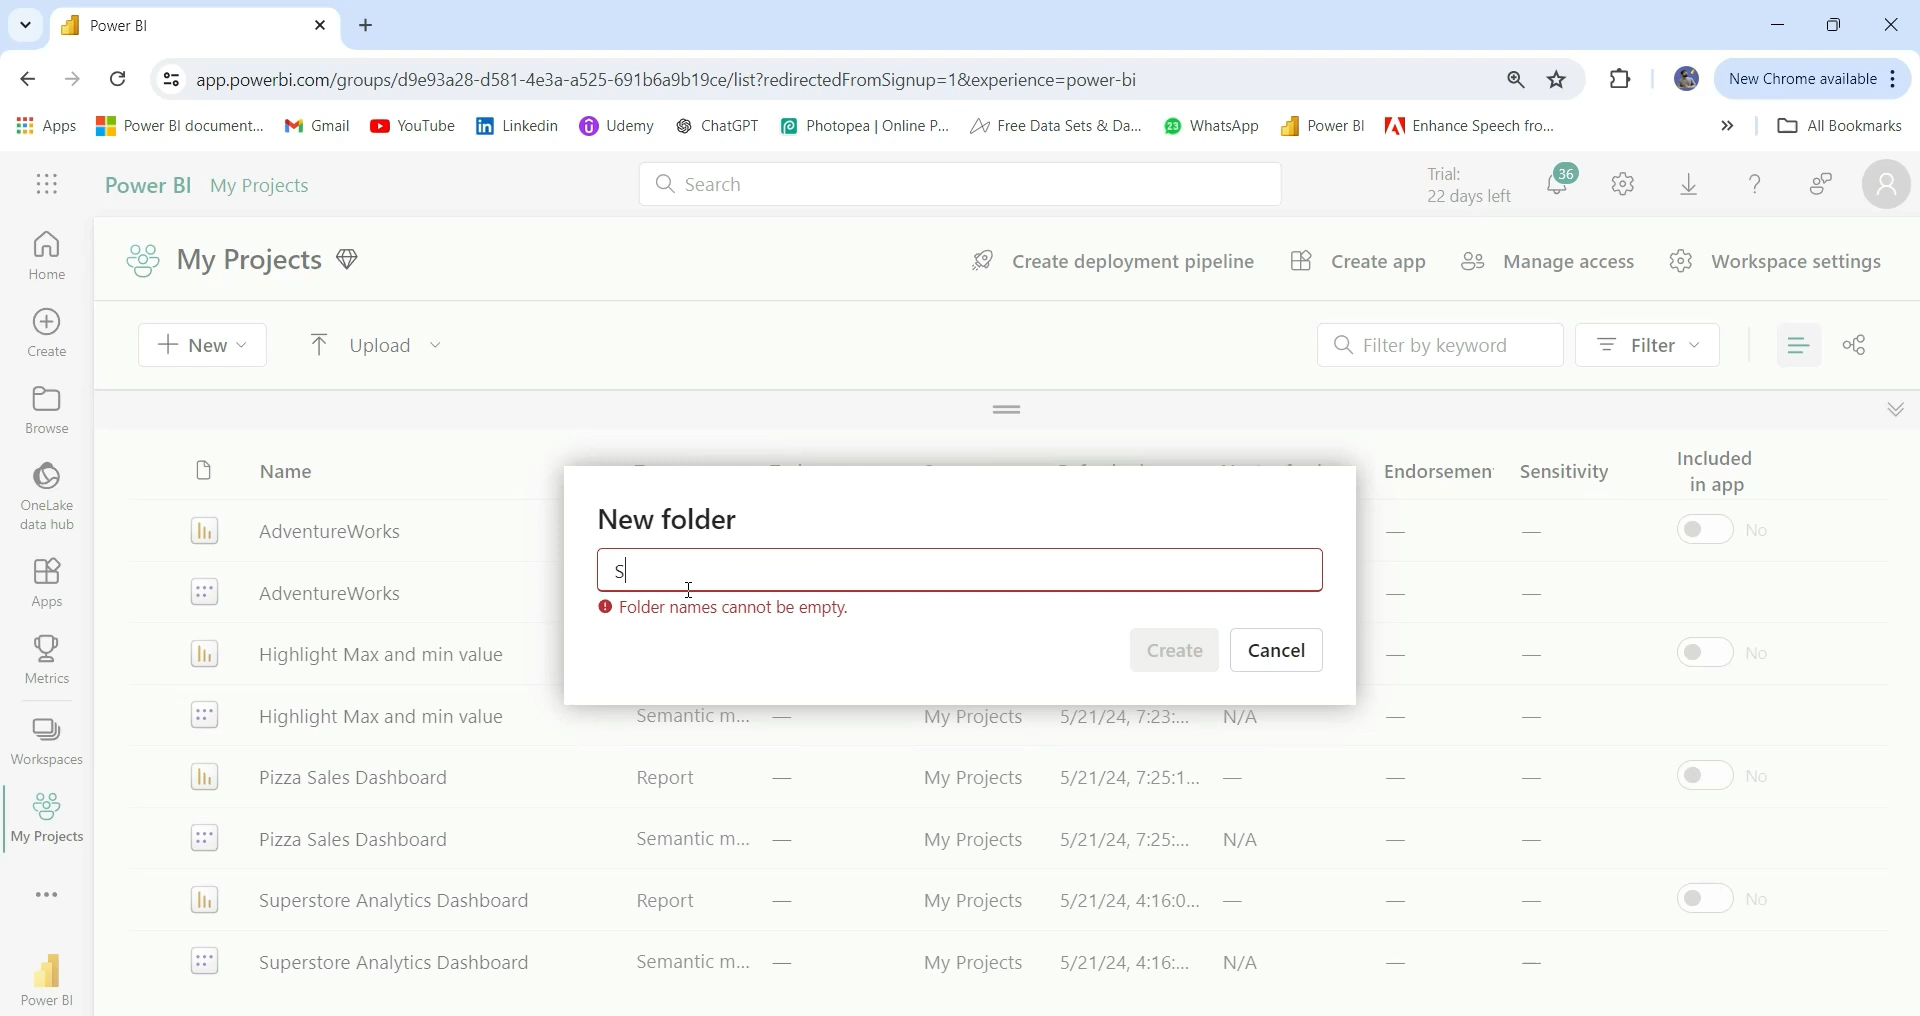 Power BI
app.powerbi.com/groups/d9e93a28-d581-4e3a-a525-691b6a9b19ce/list?redirectedFromSignup=1&experience=power-bi
New Chrome available
Apps Power BI document... Gmail YouTube Linkedin Udemy ChatGPT Photopea | Online P... Free Data Sets & Da... 23 WhatsApp Power BI Enhance Speech fro... All Bookmarks
Power BI My Projects
Search
Trial:
22 days left
36
My Projects
Create deployment pipeline Create app Manage access Workspace settings
New Upload
Filter by keyword
Filter
Home
Create
Browse
OneLake
data hub
Apps
Metrics
Workspaces
My Projects
Power BI
Name Endorsemen Sensitivity Included
in app
AdventureWorks — — No
AdventureWorks — —
Highlight Max and min value — — No
Highlight Max and min value Semantic m... — My Projects 5/21/24, 7:23:... N/A — —
Pizza Sales Dashboard Report — My Projects 5/21/24, 7:25:1... — — — No
Pizza Sales Dashboard Semantic m... — My Projects 5/21/24, 7:25:... N/A — —
Superstore Analytics Dashboard Report — My Projects 5/21/24, 4:16:0... — — — No
Superstore Analytics Dashboard Semantic m... — My Projects 5/21/24, 4:16:... N/A — —
New folder
S
Folder names cannot be empty.
Create Cancel